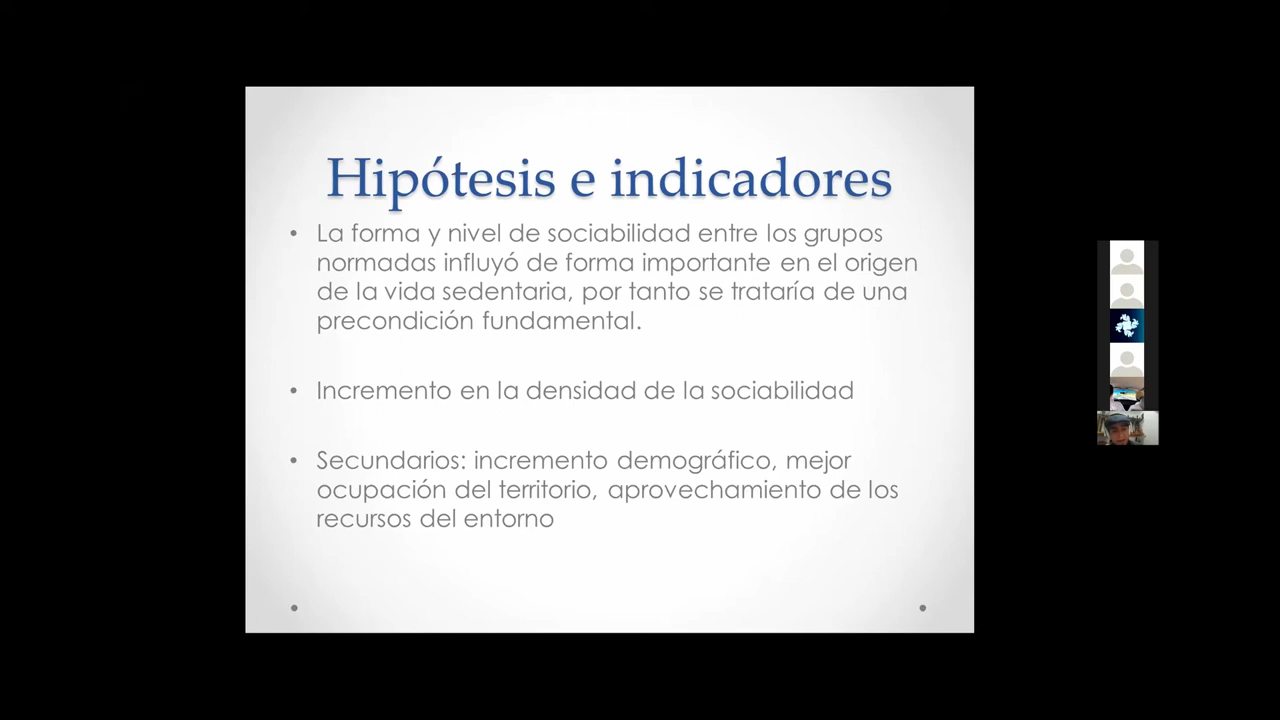 Hipótesis e indicadores
• La forma y nivel de sociabilidad entre los grupos
normadas influyó de forma importante en el origen
de la vida sedentaria, por tanto se trataría de una
precondición fundamental.
• Incremento en la densidad de la sociabilidad
• Secundarios: incremento demográfico, mejor
ocupación del territorio, aprovechamiento de los
recursos del entorno